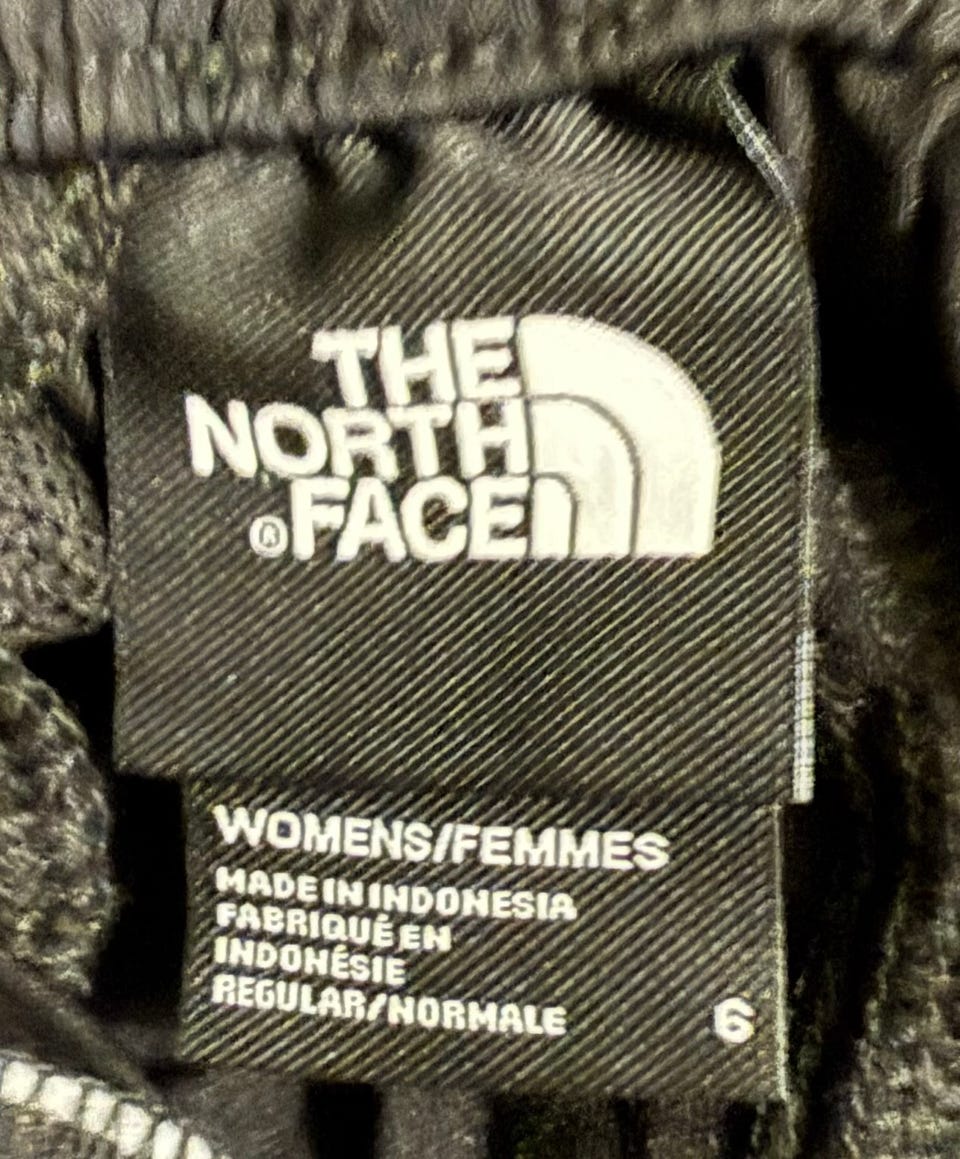 THE
NORTH
®FACE
WOMENS/FEMMES
MADE IN INDONESIA
FABRIQUÉ EN
INDONÉSIE
REGULAR/NORMALE 6